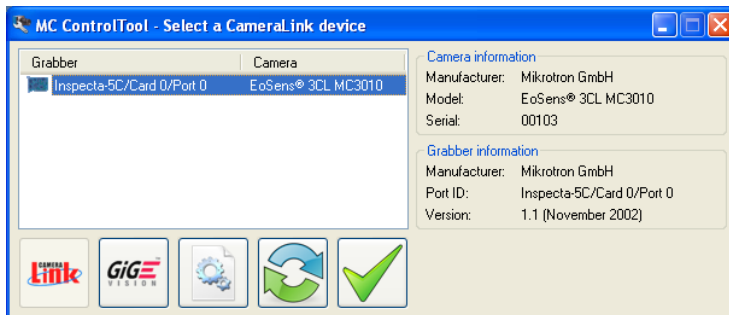 MC ControlTool - Select a CameraLink device
Grabber Camera
Inspecta-5C/Card 0/Port 0 EoSens® 3CL MC3010
Camera information
Manufacturer: Mikrotron GmbH
Model: EoSens® 3CL MC3010
Serial: 00103
Grabber information
Manufacturer: Mikrotron GmbH
Port ID: Inspecta-5C/Card 0/Port 0
Version: 1.1 (November 2002)
CAMERA
Link
GiGE
VISION